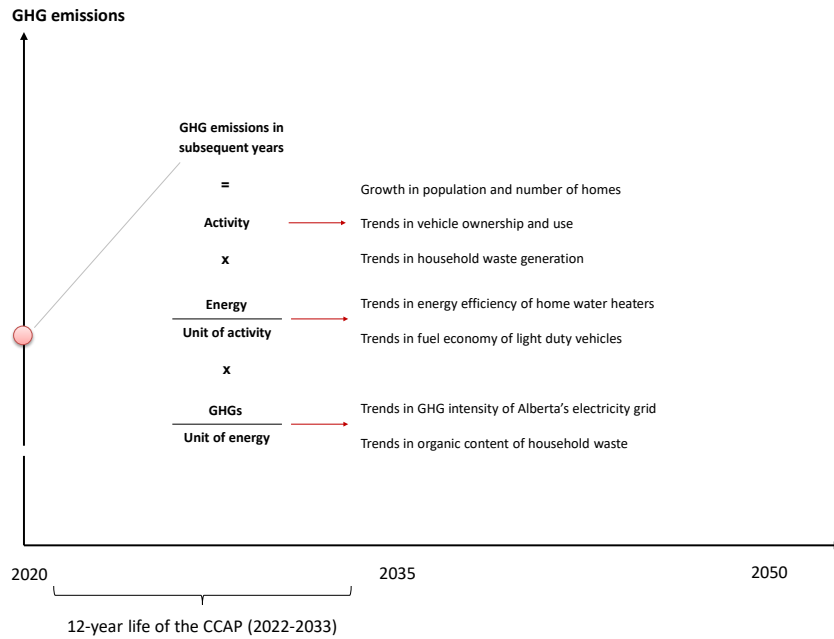 GHG emissions
GHG emissions in
subsequent years
=
Growth in population and number of homes
Activity
Trends in vehicle ownership and use
x
Trends in household waste generation
Energy
Unit of activity
Trends in energy efficiency of home water heaters
Trends in fuel economy of light duty vehicles
x
GHGs
Unit of energy
Trends in GHG intensity of Alberta’s electricity grid
Trends in organic content of household waste
2020
2035
2050
12-year life of the CCAP (2022-2033)